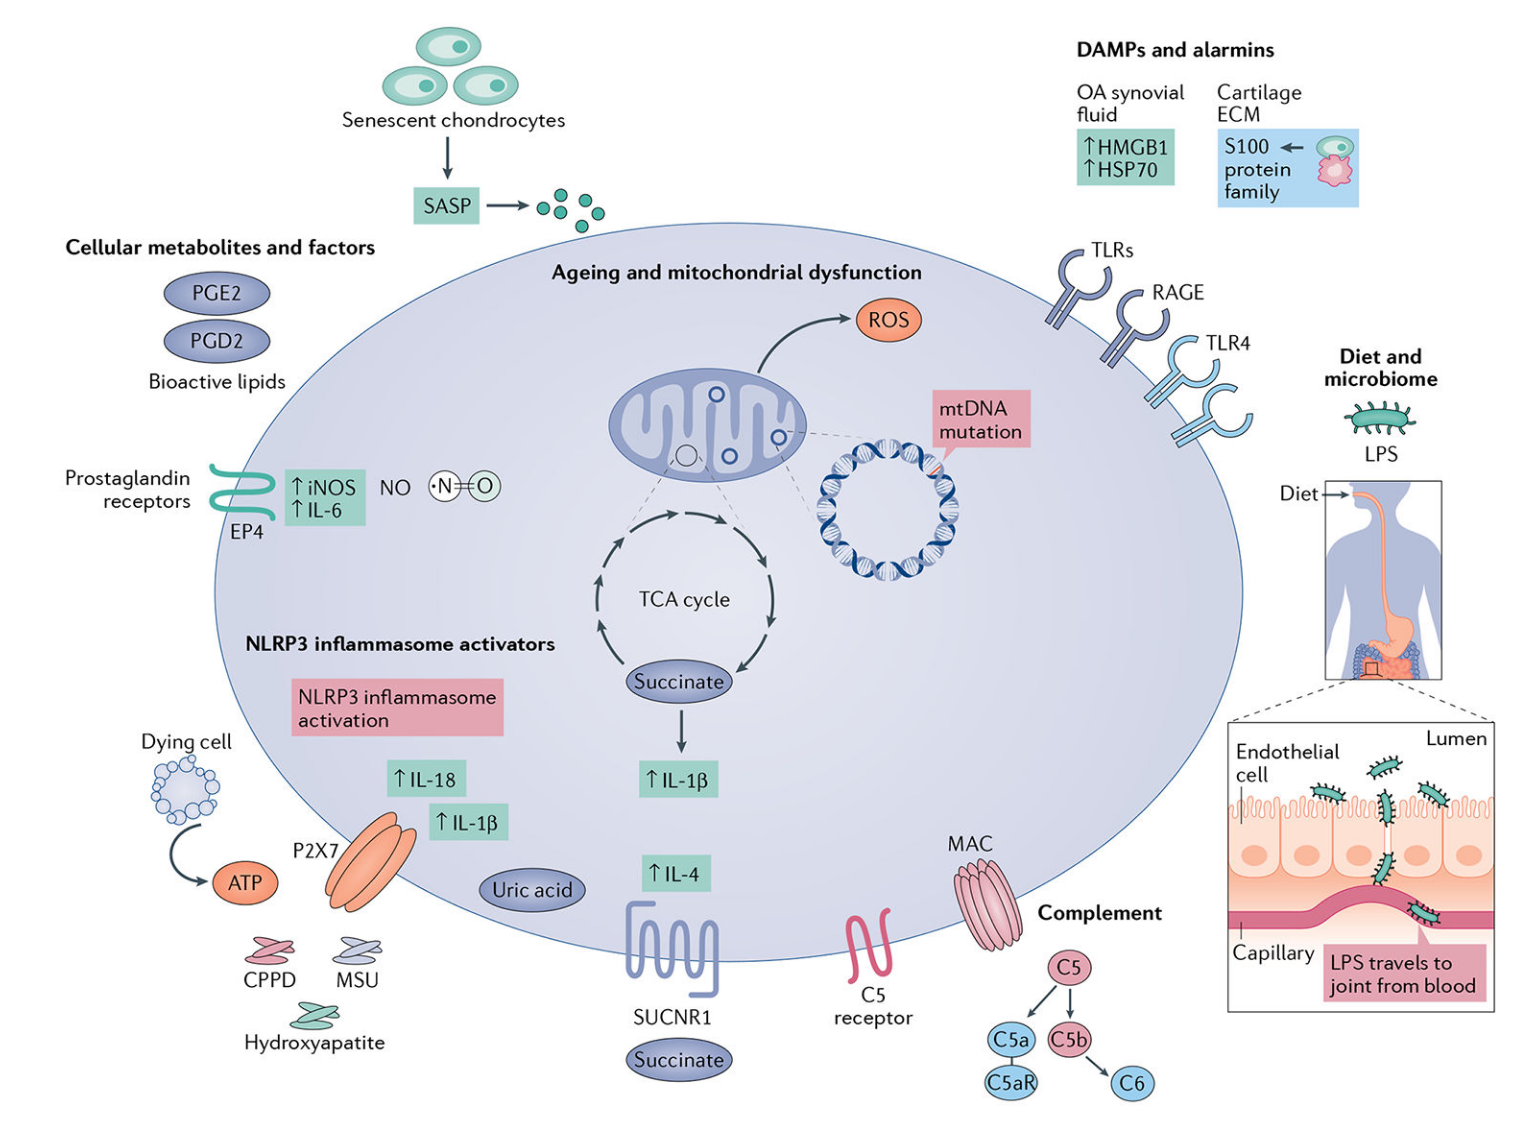 Senescent chondrocytes
SASP
DAMPs and alarmins
OA synovial
fluid
↑HMGB1
↑HSP70
Cartilage
ECM
S100
protein
family
Cellular metabolites and factors
PGE2
PGD2
Bioactive lipids
Ageing and mitochondrial dysfunction
ROS
mtDNA
mutation
TLRs
RAGE
TLR4
Diet and
microbiome
LPS
Diet
Prostaglandin
receptors
EP4
↑iNOS
↑IL-6
NO
·N=O
TCA cycle
Succinate
↑IL-1β
↑IL-4
SUCNR1
Succinate
NLRP3 inflammasome activators
NLRP3 inflammasome
activation
↑IL-18
↑IL-1β
Dying cell
ATP
P2X7
Uric acid
CPPD
MSU
Hydroxyapatite
C5
receptor
MAC
Complement
C5
C5a
C5b
C5aR
C6
Endothelial
cell
Lumen
Capillary
LPS travels to
joint from blood